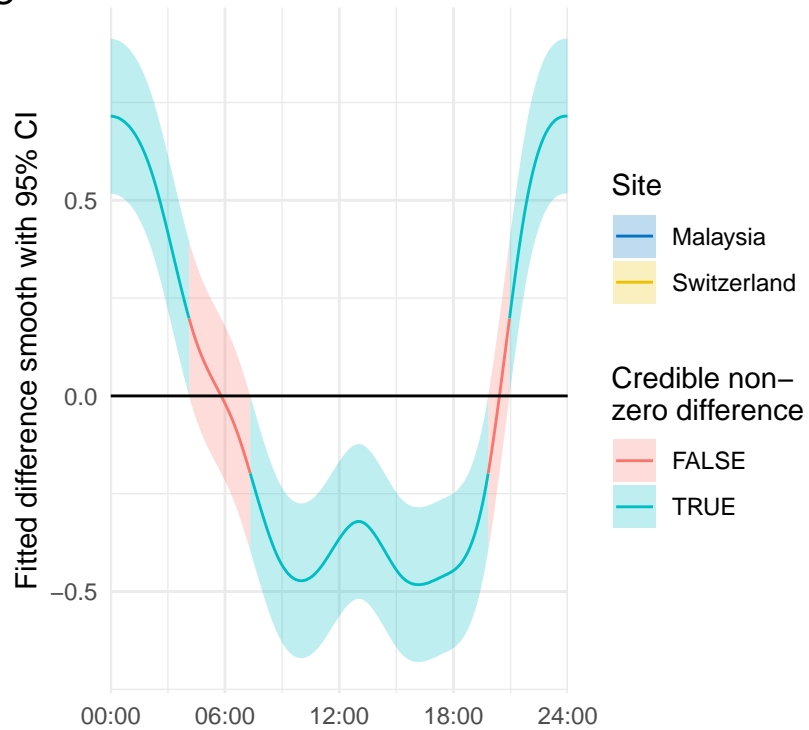 Fitted difference smooth with 95% CI
0.5
0.0
−0.5
00:00 06:00 12:00 18:00 24:00
Site
Malaysia
Switzerland
Credible non−
zero difference
FALSE
TRUE